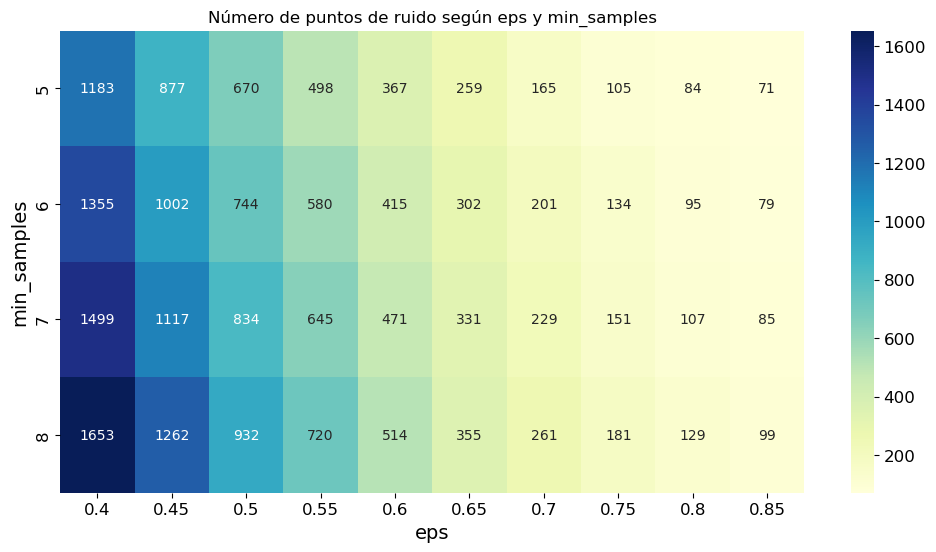 Número de puntos de ruido según eps y min_samples
min_samples
5 1183 877 670 498 367 259 165 105 84 71
6 1355 1002 744 580 415 302 201 134 95 79
7 1499 1117 834 645 471 331 229 151 107 85
8 1653 1262 932 720 514 355 261 181 129 99
0.4 0.45 0.5 0.55 0.6 0.65 0.7 0.75 0.8 0.85
eps
1600
1400
1200
1000
800
600
400
200